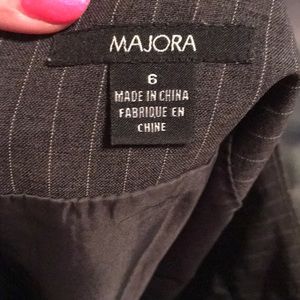 MAJORA
6
MADE IN CHINA
FABRIQUE EN
CHINE